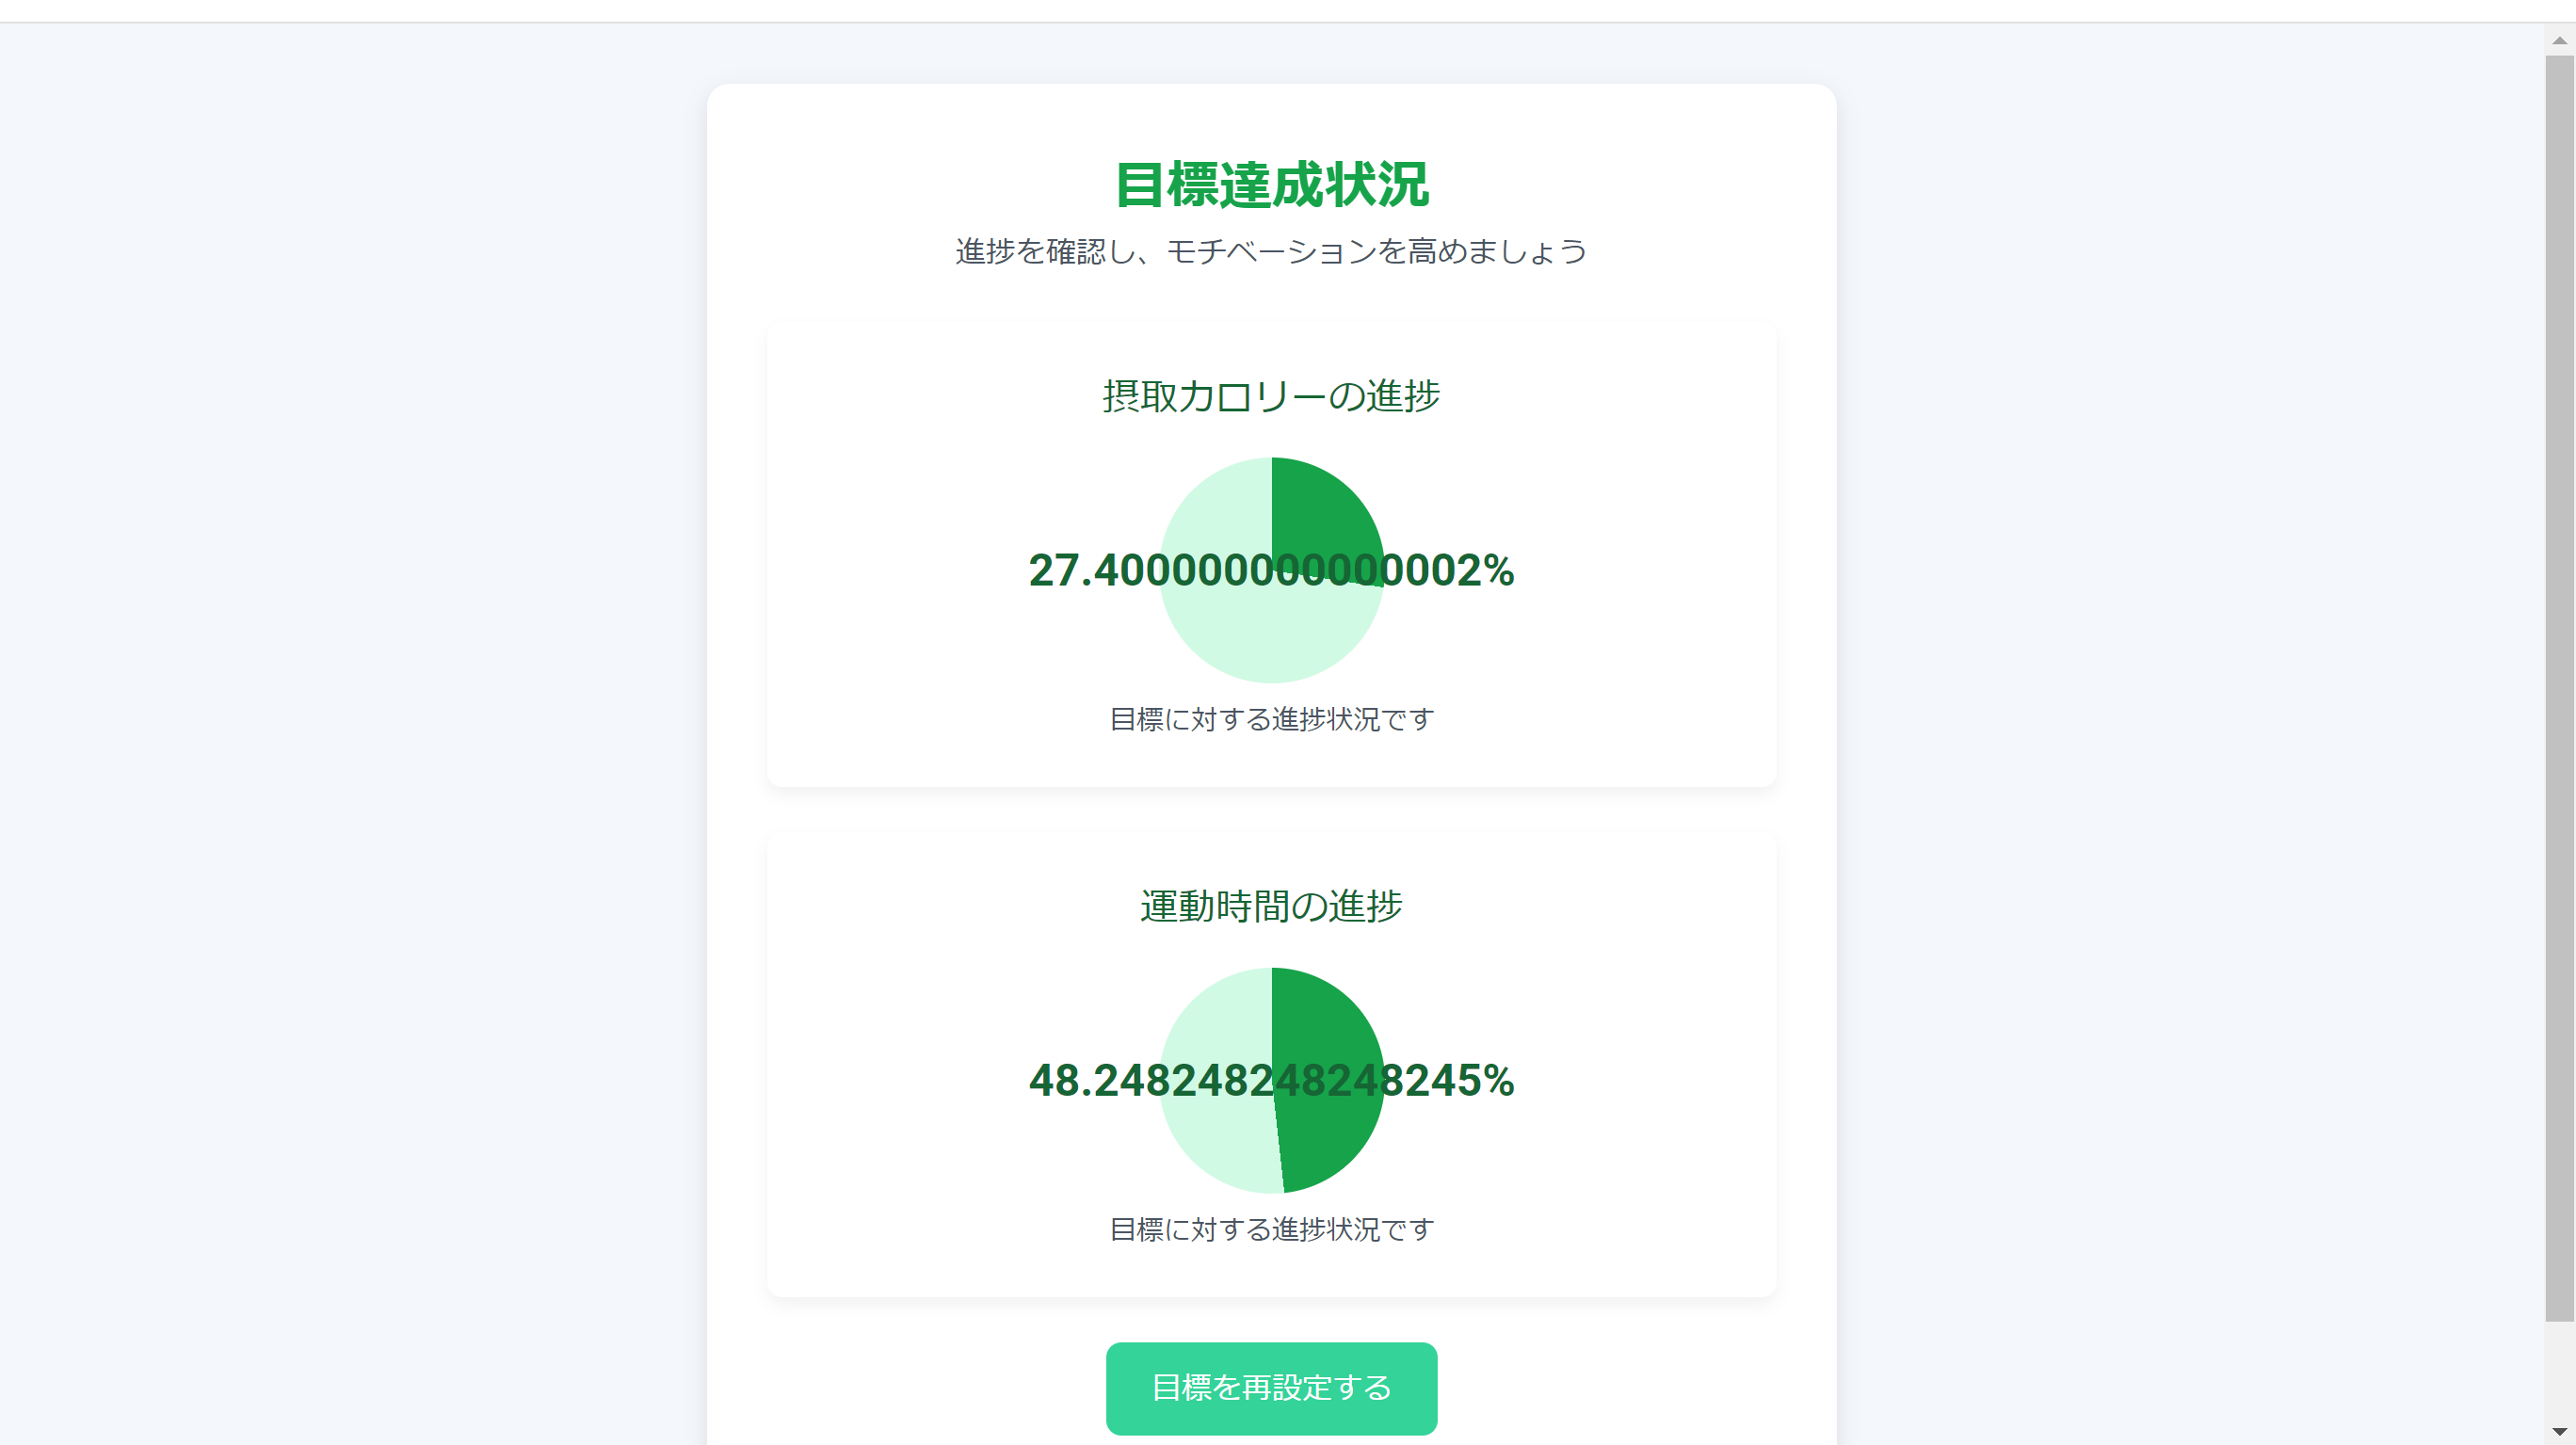 目標達成状況
進捗を確認し、モチベーションを高めましょう
摂取カロリーの進捗
27.400000000000002%
目標に対する進捗状況です
運動時間の進捗
48.248248248248245%
目標に対する進捗状況です
目標を再設定する